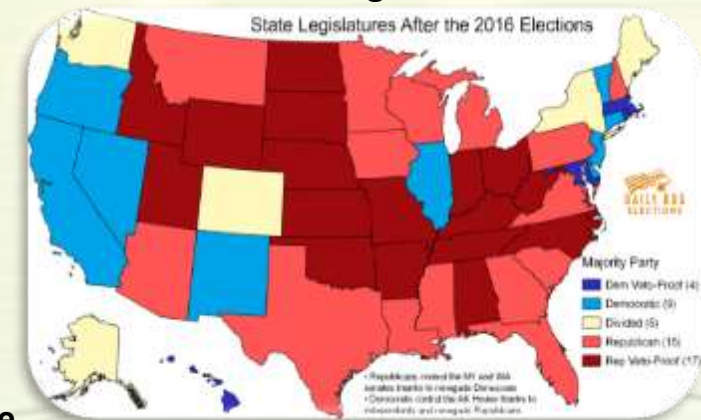 State Legislatures After the 2016 Elections
DAILY KOS
ELECTIONS
Majority Party
Dem Veto-Proof (4)
Democratic (9)
Divided (5)
Republican (15)
Rep Veto-Proof (17)
• Republicans control the NY and WA
senates thanks to renegade Democrats
• Democrats control the AK House thanks to
independents and renegade Republicans